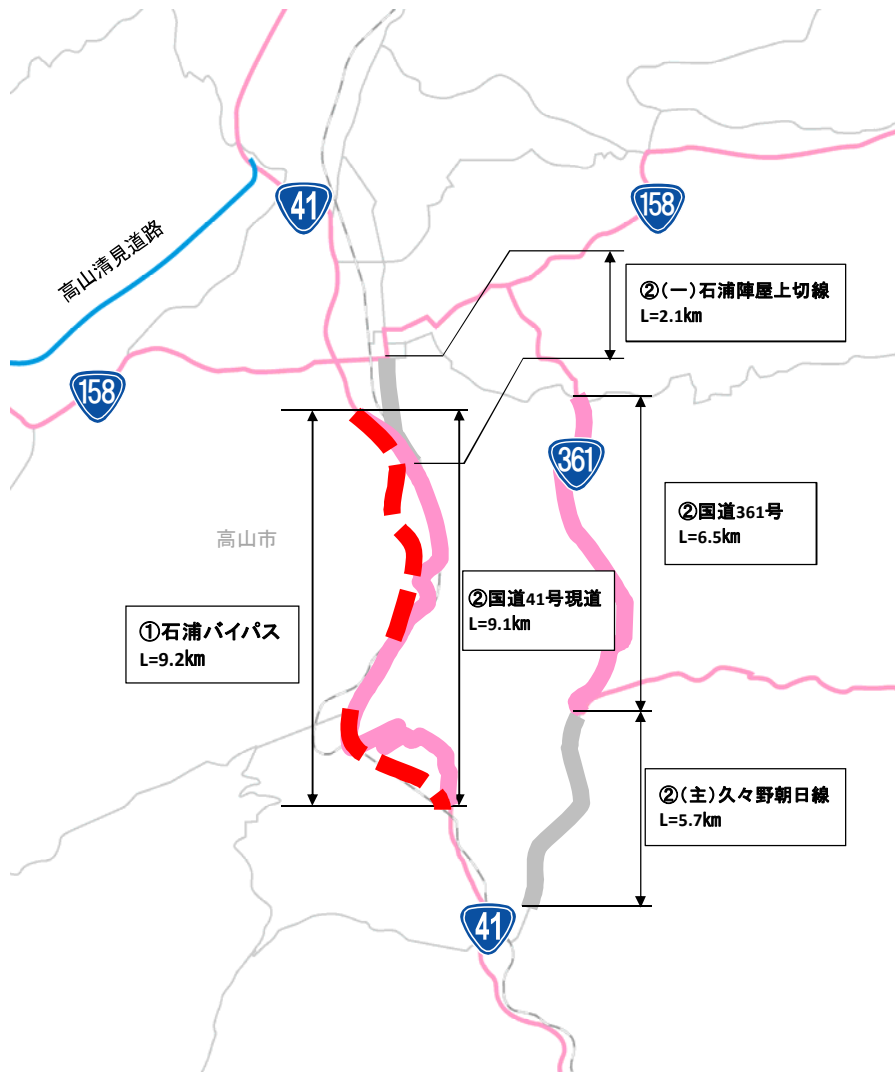 41
158
高山清見道路
②(一)石浦陣屋上切線
L=2.1km
158
361
②国道361号
L=6.5km
高山市
②国道41号現道
L=9.1km
①石浦バイパス
L=9.2km
②(主)久々野朝日線
L=5.7km
41